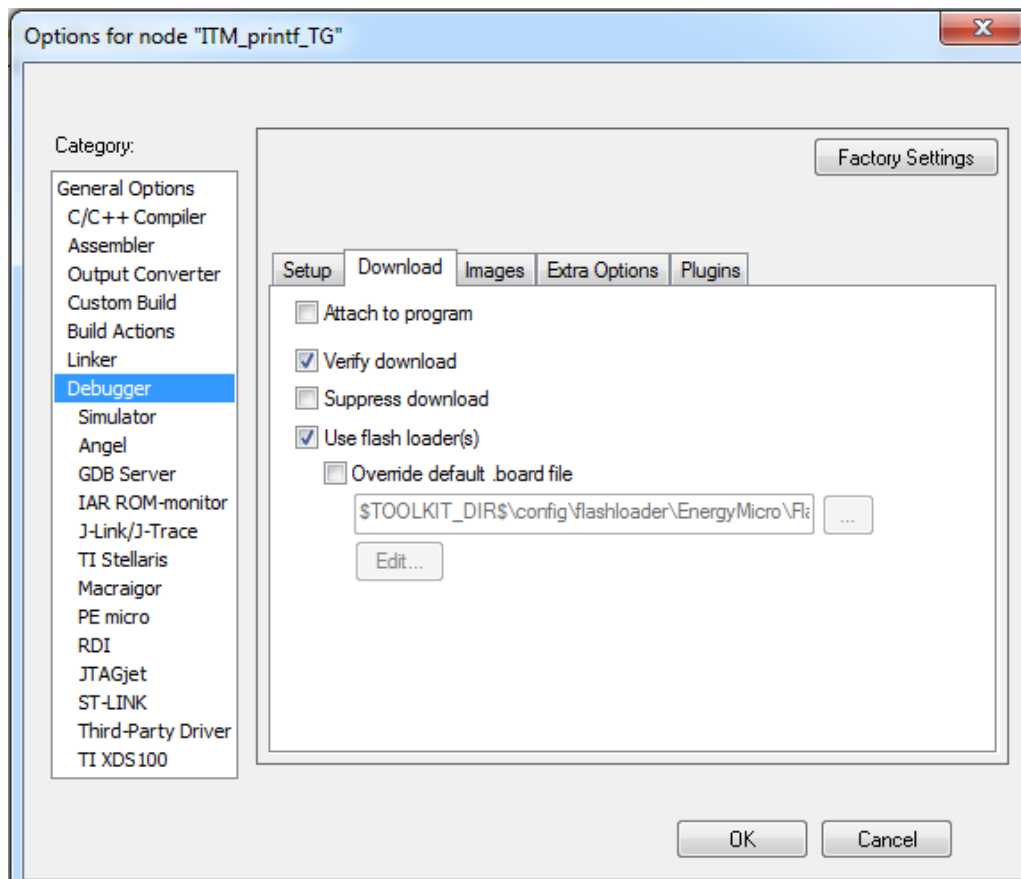 Options for node "ITM_printf_TG"
X
Category:
Factory Settings
General Options
C/C++ Compiler
Assembler
Output Converter
Custom Build
Build Actions
Linker
Debugger
Simulator
Angel
GDB Server
IAR ROM-monitor
J-Link/J-Trace
TI Stellaris
Macraigor
PE micro
RDI
JTAGjet
ST-LINK
Third-Party Driver
TI XDS100
Setup Download Images Extra Options Plugins
Attach to program
Verify download
Suppress download
Use flash loader(s)
Override default .board file
$TOOLKIT_DIR$\config\flashloader\EnergyMicro\Fla ...
Edit...
OK Cancel